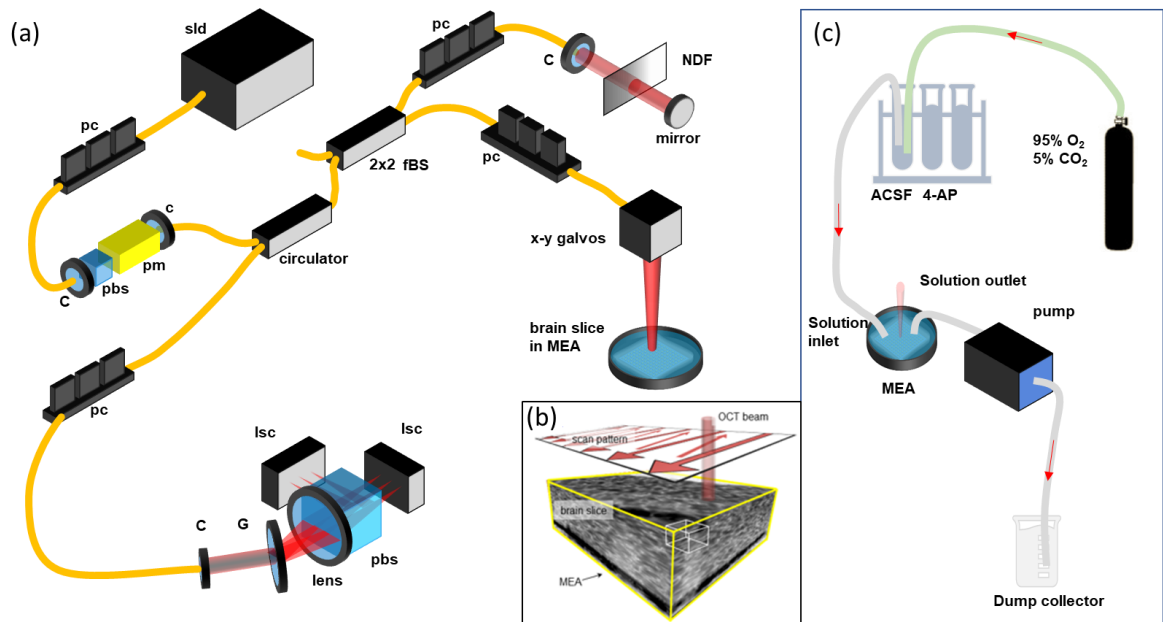 (a)
sld
pc
pc
C
NDF
mirror
pc
2x2 fBS
pc
c
circulator
pm
pbs
C
x-y galvos
brain slice
in MEA
pc
lsc
lsc
C
G
lens
pbs
(b)
OCT beam
scan pattern
brain slice
MEA
(c)
95% O₂
5% CO₂
ACSF 4-AP
Solution outlet
Solution
inlet
pump
MEA
Dump collector